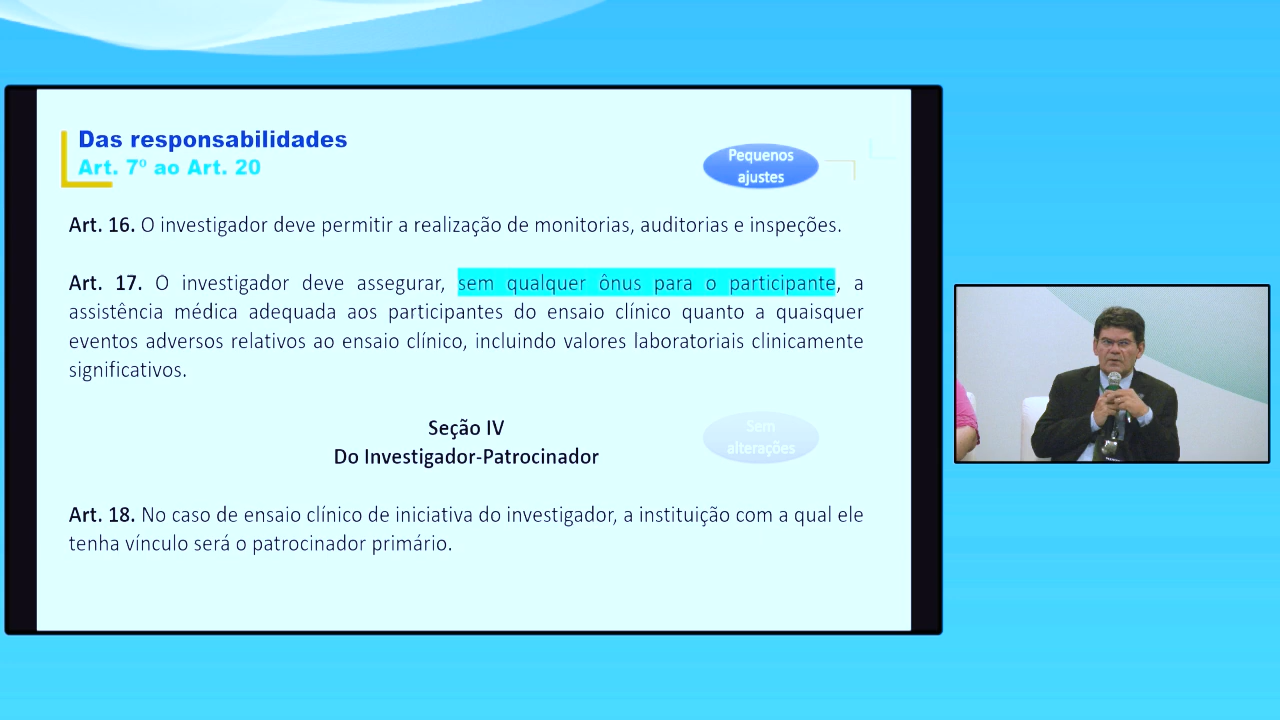 Das responsabilidades
Art. 7º ao Art. 20
Pequenos
ajustes
Art. 16. O investigador deve permitir a realização de monitorias, auditorias e inspeções.
Art. 17. O investigador deve assegurar, sem qualquer ônus para o participante, a
assistência médica adequada aos participantes do ensaio clínico quanto a quaisquer
eventos adversos relativos ao ensaio clínico, incluindo valores laboratoriais clinicamente
significativos.
Seção IV
Do Investigador-Patrocinador
Sem
alterações
Art. 18. No caso de ensaio clínico de iniciativa do investigador, a instituição com a qual ele
tenha vínculo será o patrocinador primário.